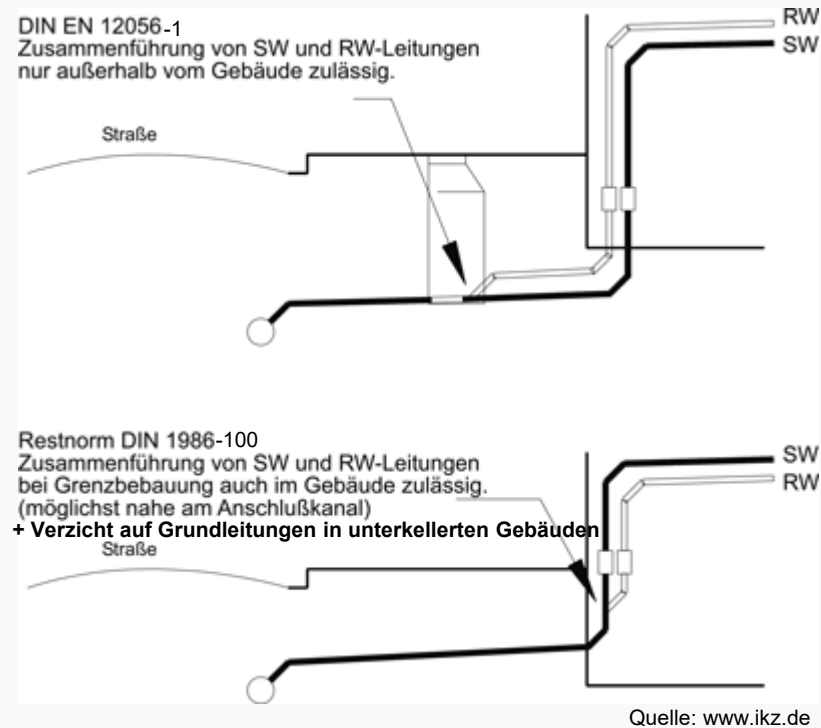 DIN EN 12056-1
Zusammenführung von SW und RW-Leitungen
nur außerhalb vom Gebäude zulässig.
RW
SW
Straße
Restnorm DIN 1986-100
Zusammenführung von SW und RW-Leitungen
bei Grenzbebauung auch im Gebäude zulässig.
(möglichst nahe am Anschlußkanal)
+ Verzicht auf Grundleitungen in unterkellerten Gebäuden
SW
RW
Straße
Quelle: www.ikz.de